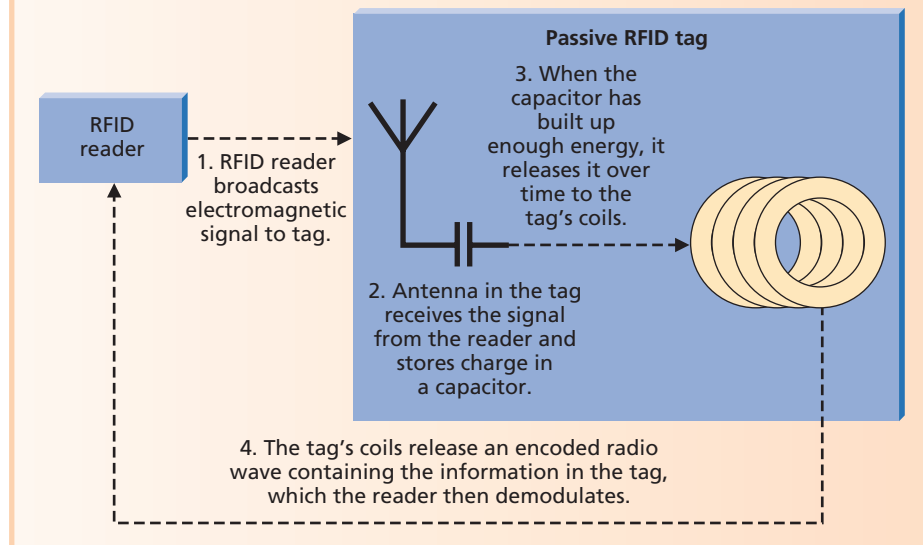 Passive RFID tag
RFID
reader
1. RFID reader
broadcasts
electromagnetic
signal to tag.
2. Antenna in the tag
receives the signal
from the reader and
stores charge in
a capacitor.
3. When the
capacitor has
built up
enough energy, it
releases it over
time to the
tag’s coils.
4. The tag’s coils release an encoded radio
wave containing the information in the tag,
which the reader then demodulates.